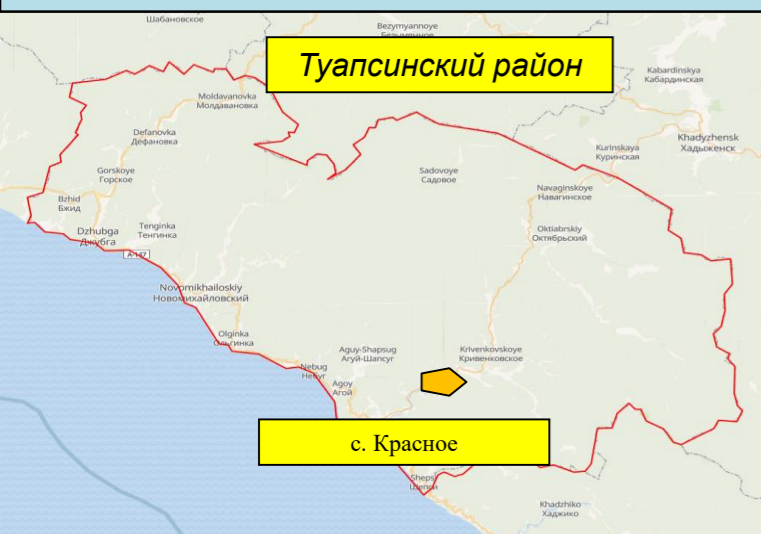 Шабановское
Bezymyannoye
Безымянное
Туапсинский район
Kabardinskya
Кабардинская
Moldavanovka
Молдавановка
Defanovka
Дефановка
Khadyzhensk
Хадыженск
Kurinskaya
Куринская
Gorskoye
Горское
Sadovoye
Садовое
Navaginskoye
Навагинское
Bzhid
Бжид
Dzhubga
Джубга
Tenginka
Тенгинка
Oktiabrskiy
Октябрьский
A-147
Novomikhailoskiy
Новомихайловский
Olginka
Ольгинка
Aguy-Shapsug
Агуй-Шапсуг
Krivenkovskoye
Кривенковское
Nebug
Небуг
Agoy
Агой
с. Красное
Shepsi
Шепси
Khadzhiko
Хаджико